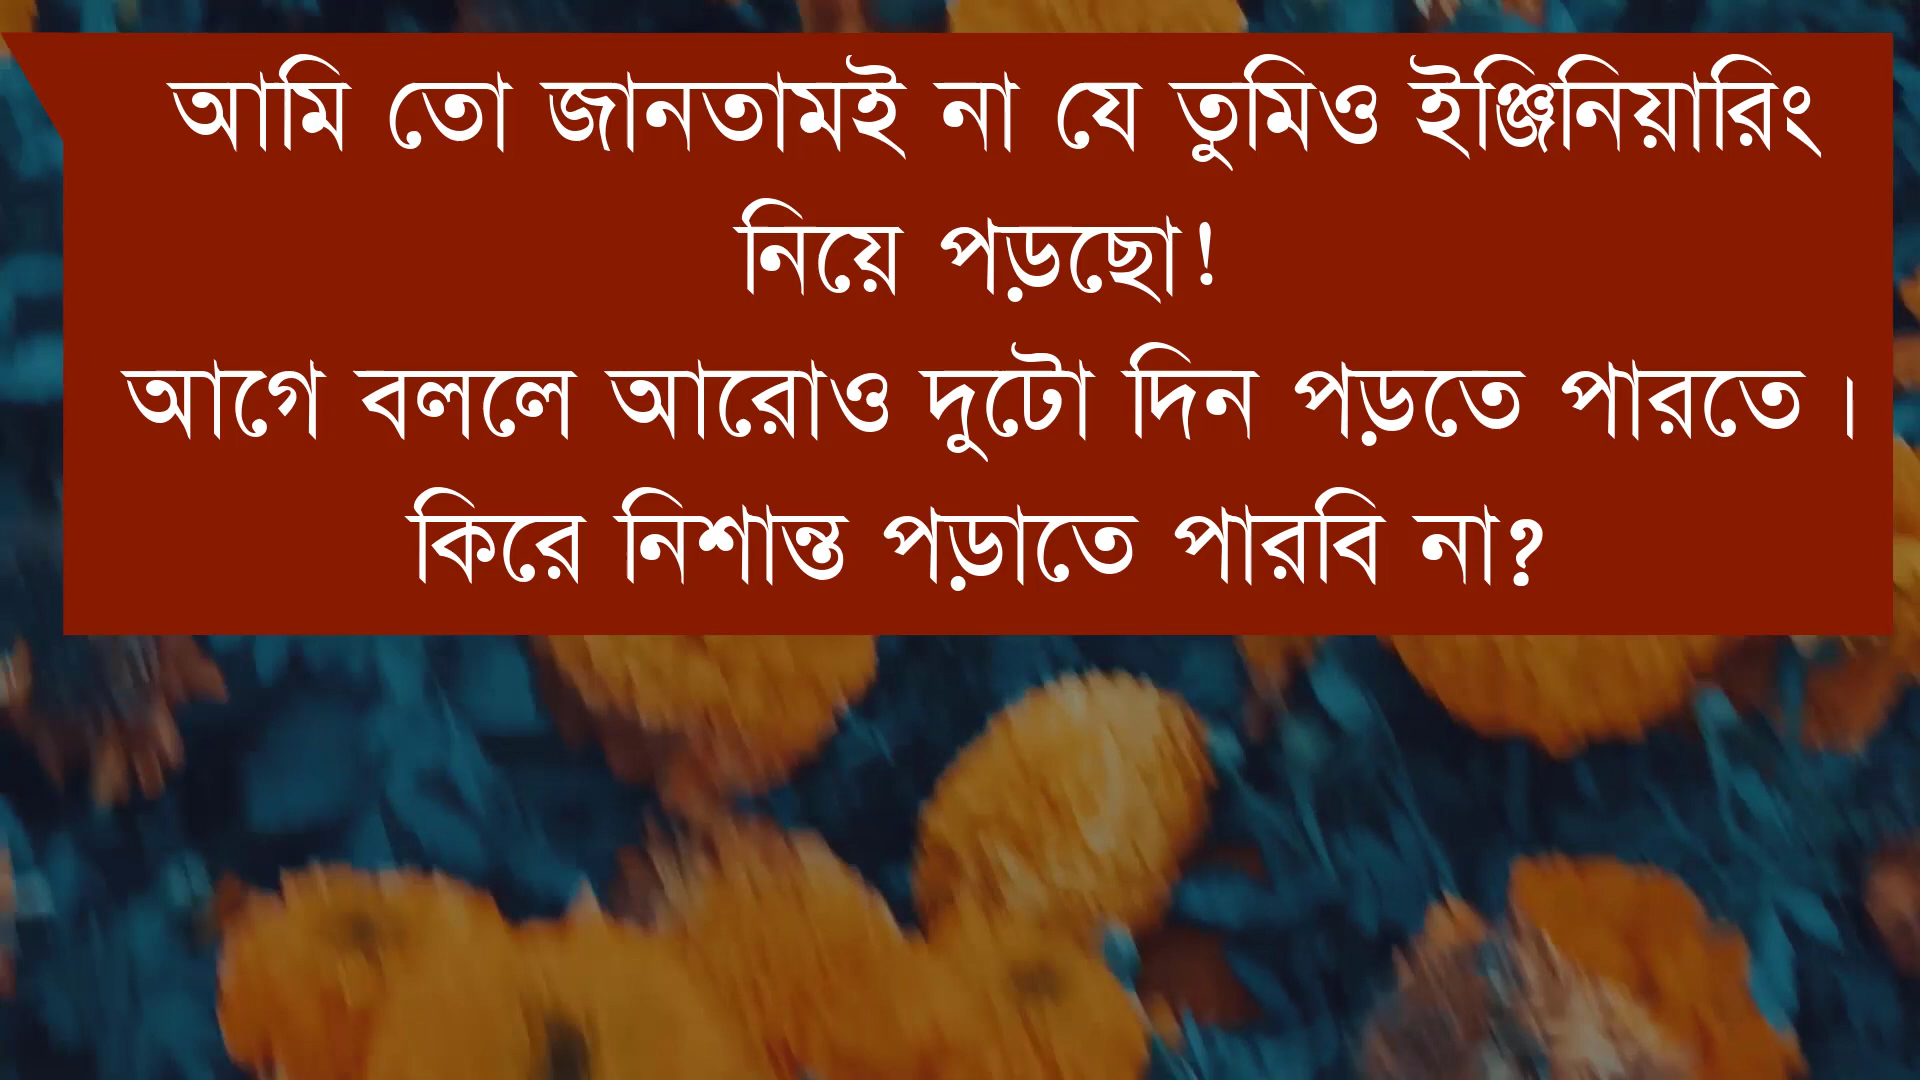 আমি তো জানতামই না যে তুমিও ইঞ্জিনিয়ারিং
নিয়ে পড়ছো!
আগে বললে আরোও দুটো দিন পড়তে পারতে।
কিরে নিশান্ত পড়াতে পারবি না?